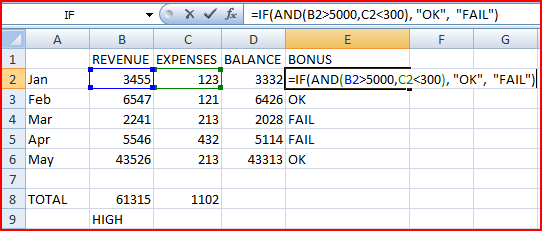 IF =IF(AND(B2>5000,C2<300), "OK", "FAIL")
A B C D E F G
1 REVENUE EXPENSES BALANCE BONUS
2 Jan 3455 123 3332 =IF(AND(B2>5000,C2<300), "OK", "FAIL")
3 Feb 6547 121 6426 OK
4 Mar 2241 213 2028 FAIL
5 Apr 5546 432 5114 FAIL
6 May 43526 213 43313 OK
7
8 TOTAL 61315 1102
9 HIGH